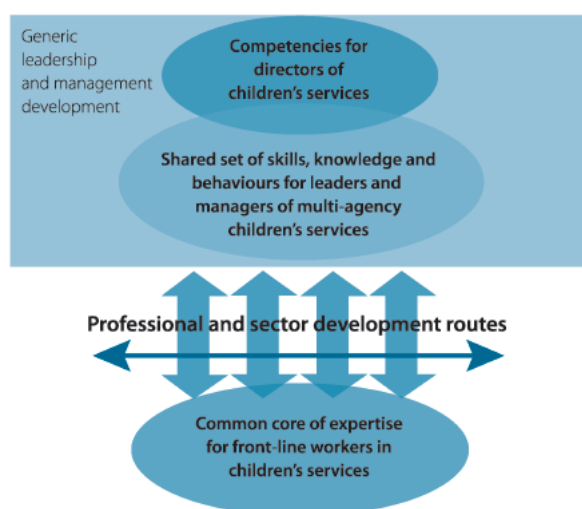 Generic
leadership
and management
development
Competencies for
directors of
children's services
Shared set of skills, knowledge and
behaviours for leaders and
managers of multi-agency
children's services
Professional and sector development routes
Common core of expertise
for front-line workers in
children's services